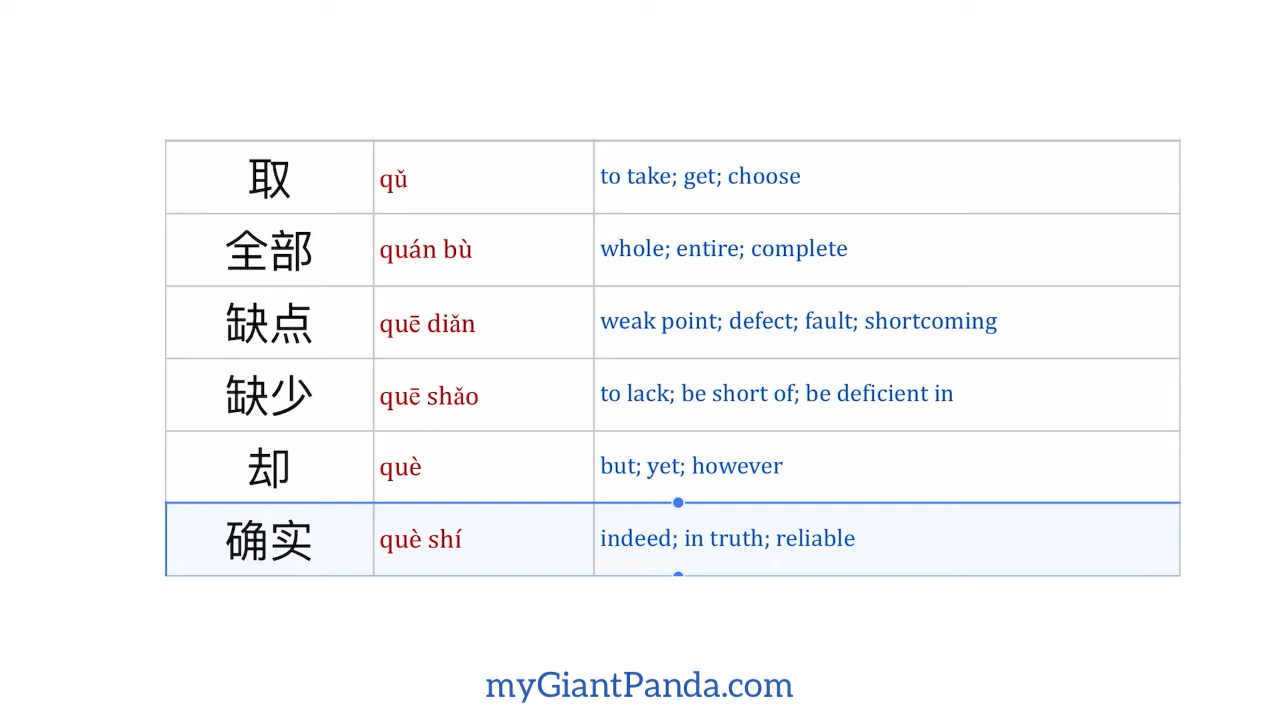 取 qǔ to take; get; choose
全部 quán bù whole; entire; complete
缺点 quē diǎn weak point; defect; fault; shortcoming
缺少 quē shǎo to lack; be short of; be deficient in
却 què but; yet; however
确实 què shí indeed; in truth; reliable
myGiantPanda.com